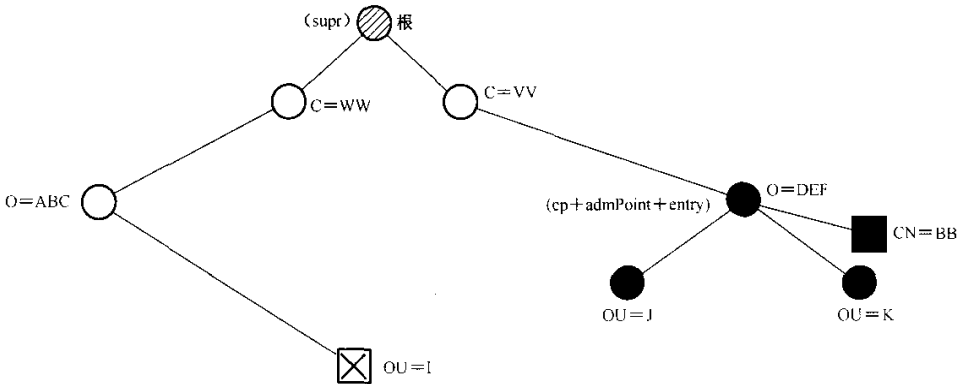 (supr) 根
C=WW
C=VV
O=ABC
O=DEF
(cp+admPoint+entry)
CN=BB
OU=J
OU=K
OU=I